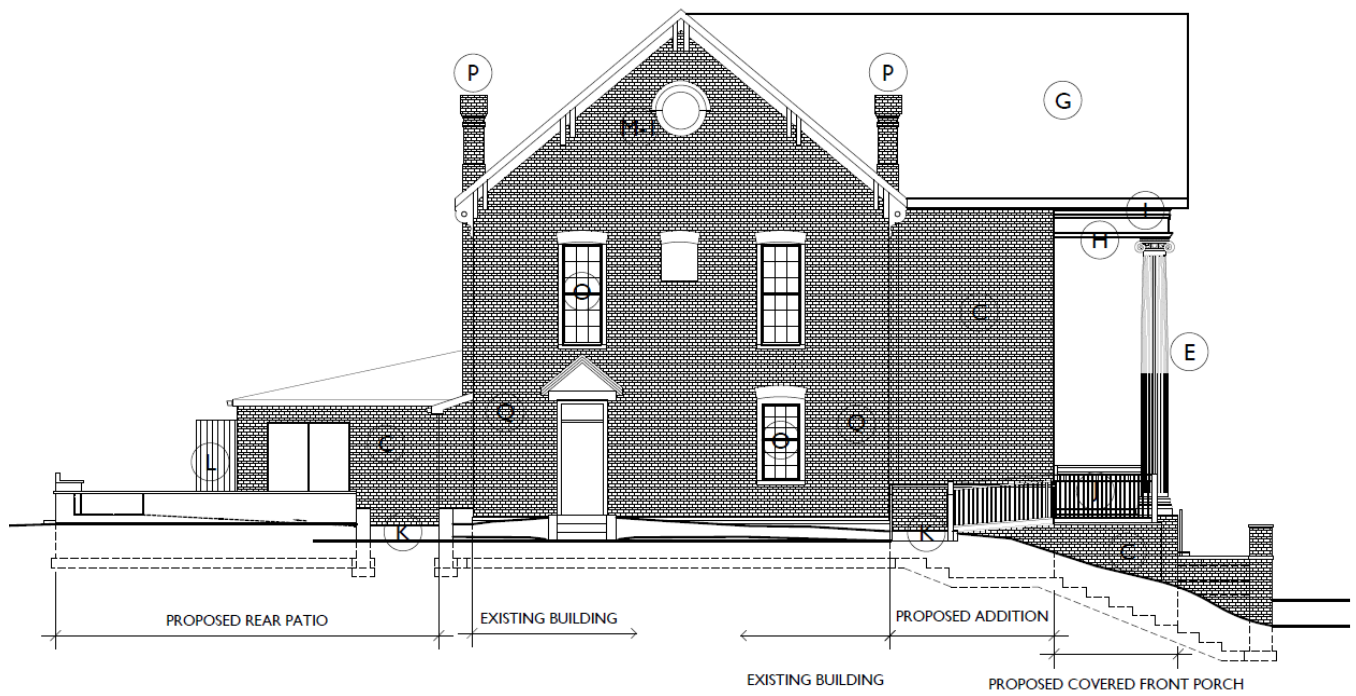 P
P
G
M-1
I
H
O
C
E
Q
Q
C
O
L
J
K
K
C
PROPOSED REAR PATIO
EXISTING BUILDING
PROPOSED ADDITION
EXISTING BUILDING
PROPOSED COVERED FRONT PORCH